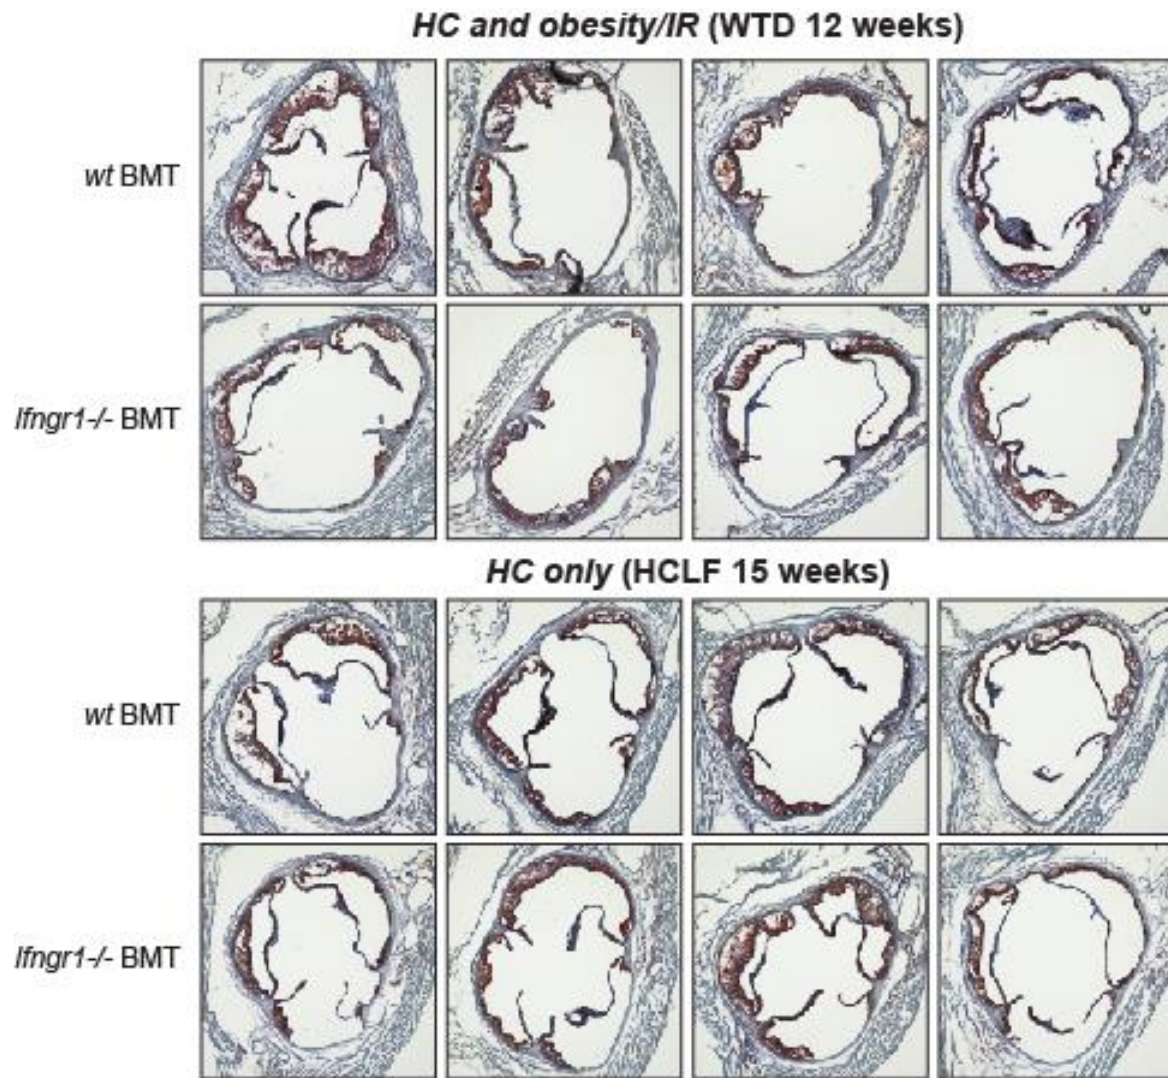 HC and obesity/IR (WTD 12 weeks)
wt BMT
Ifngr1-/- BMT
HC only (HCLF 15 weeks)
wt BMT
Ifngr1-/- BMT